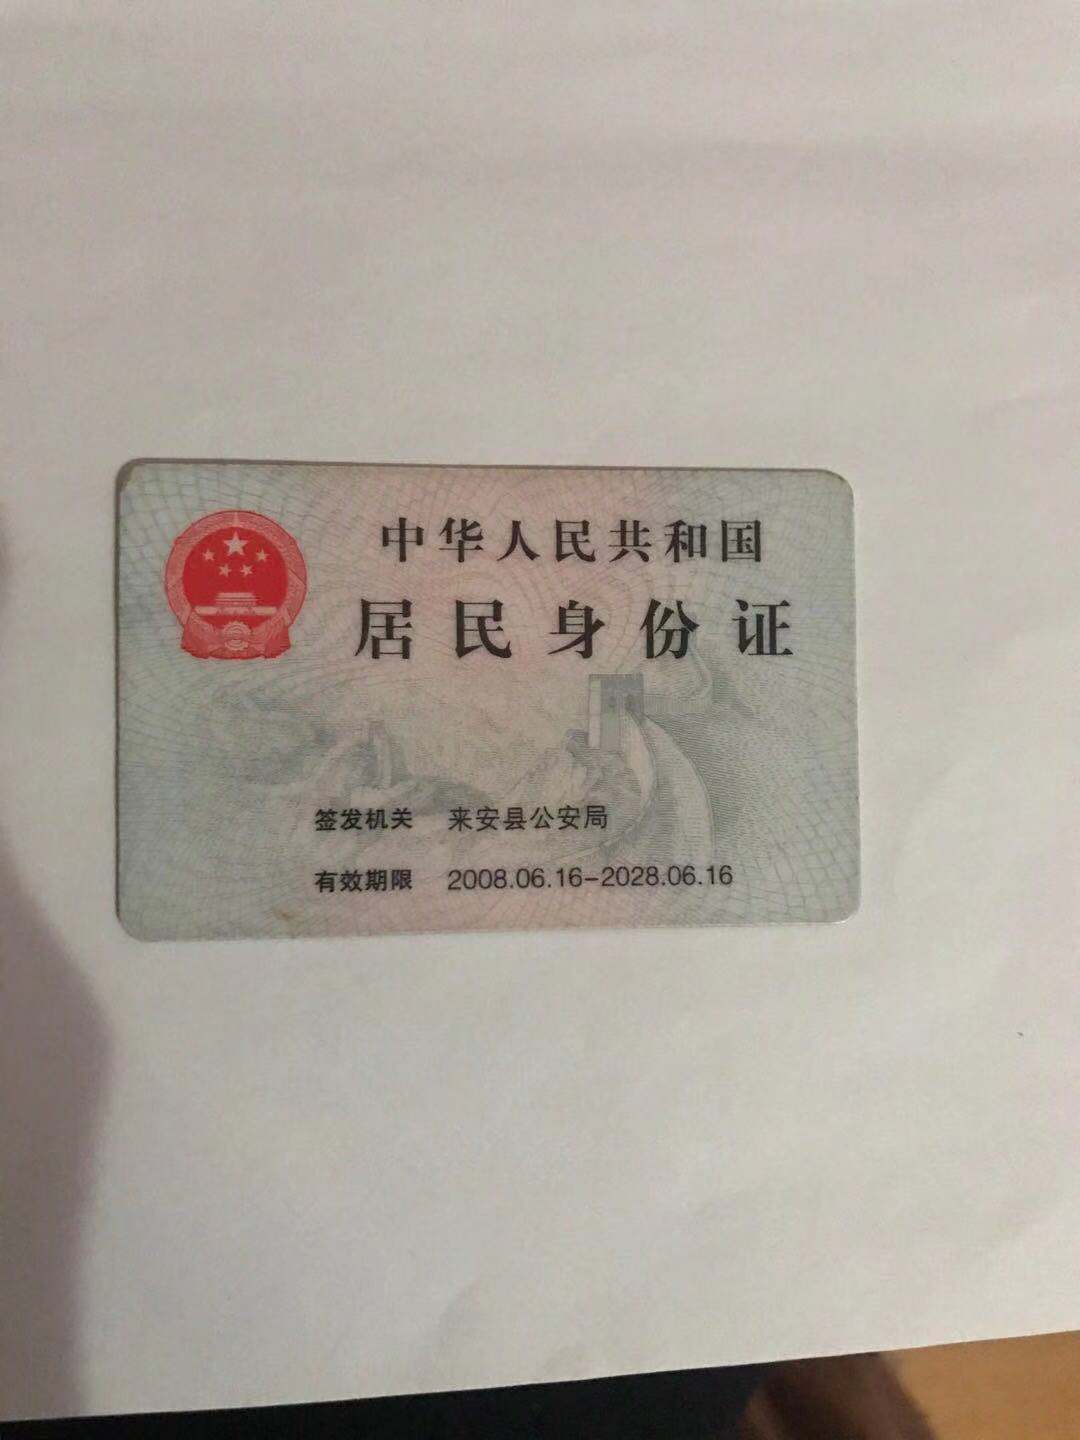 中华人民共和国
居民身份证
签发机关 来安县公安局
有效期限 2008.06.16-2028.06.16